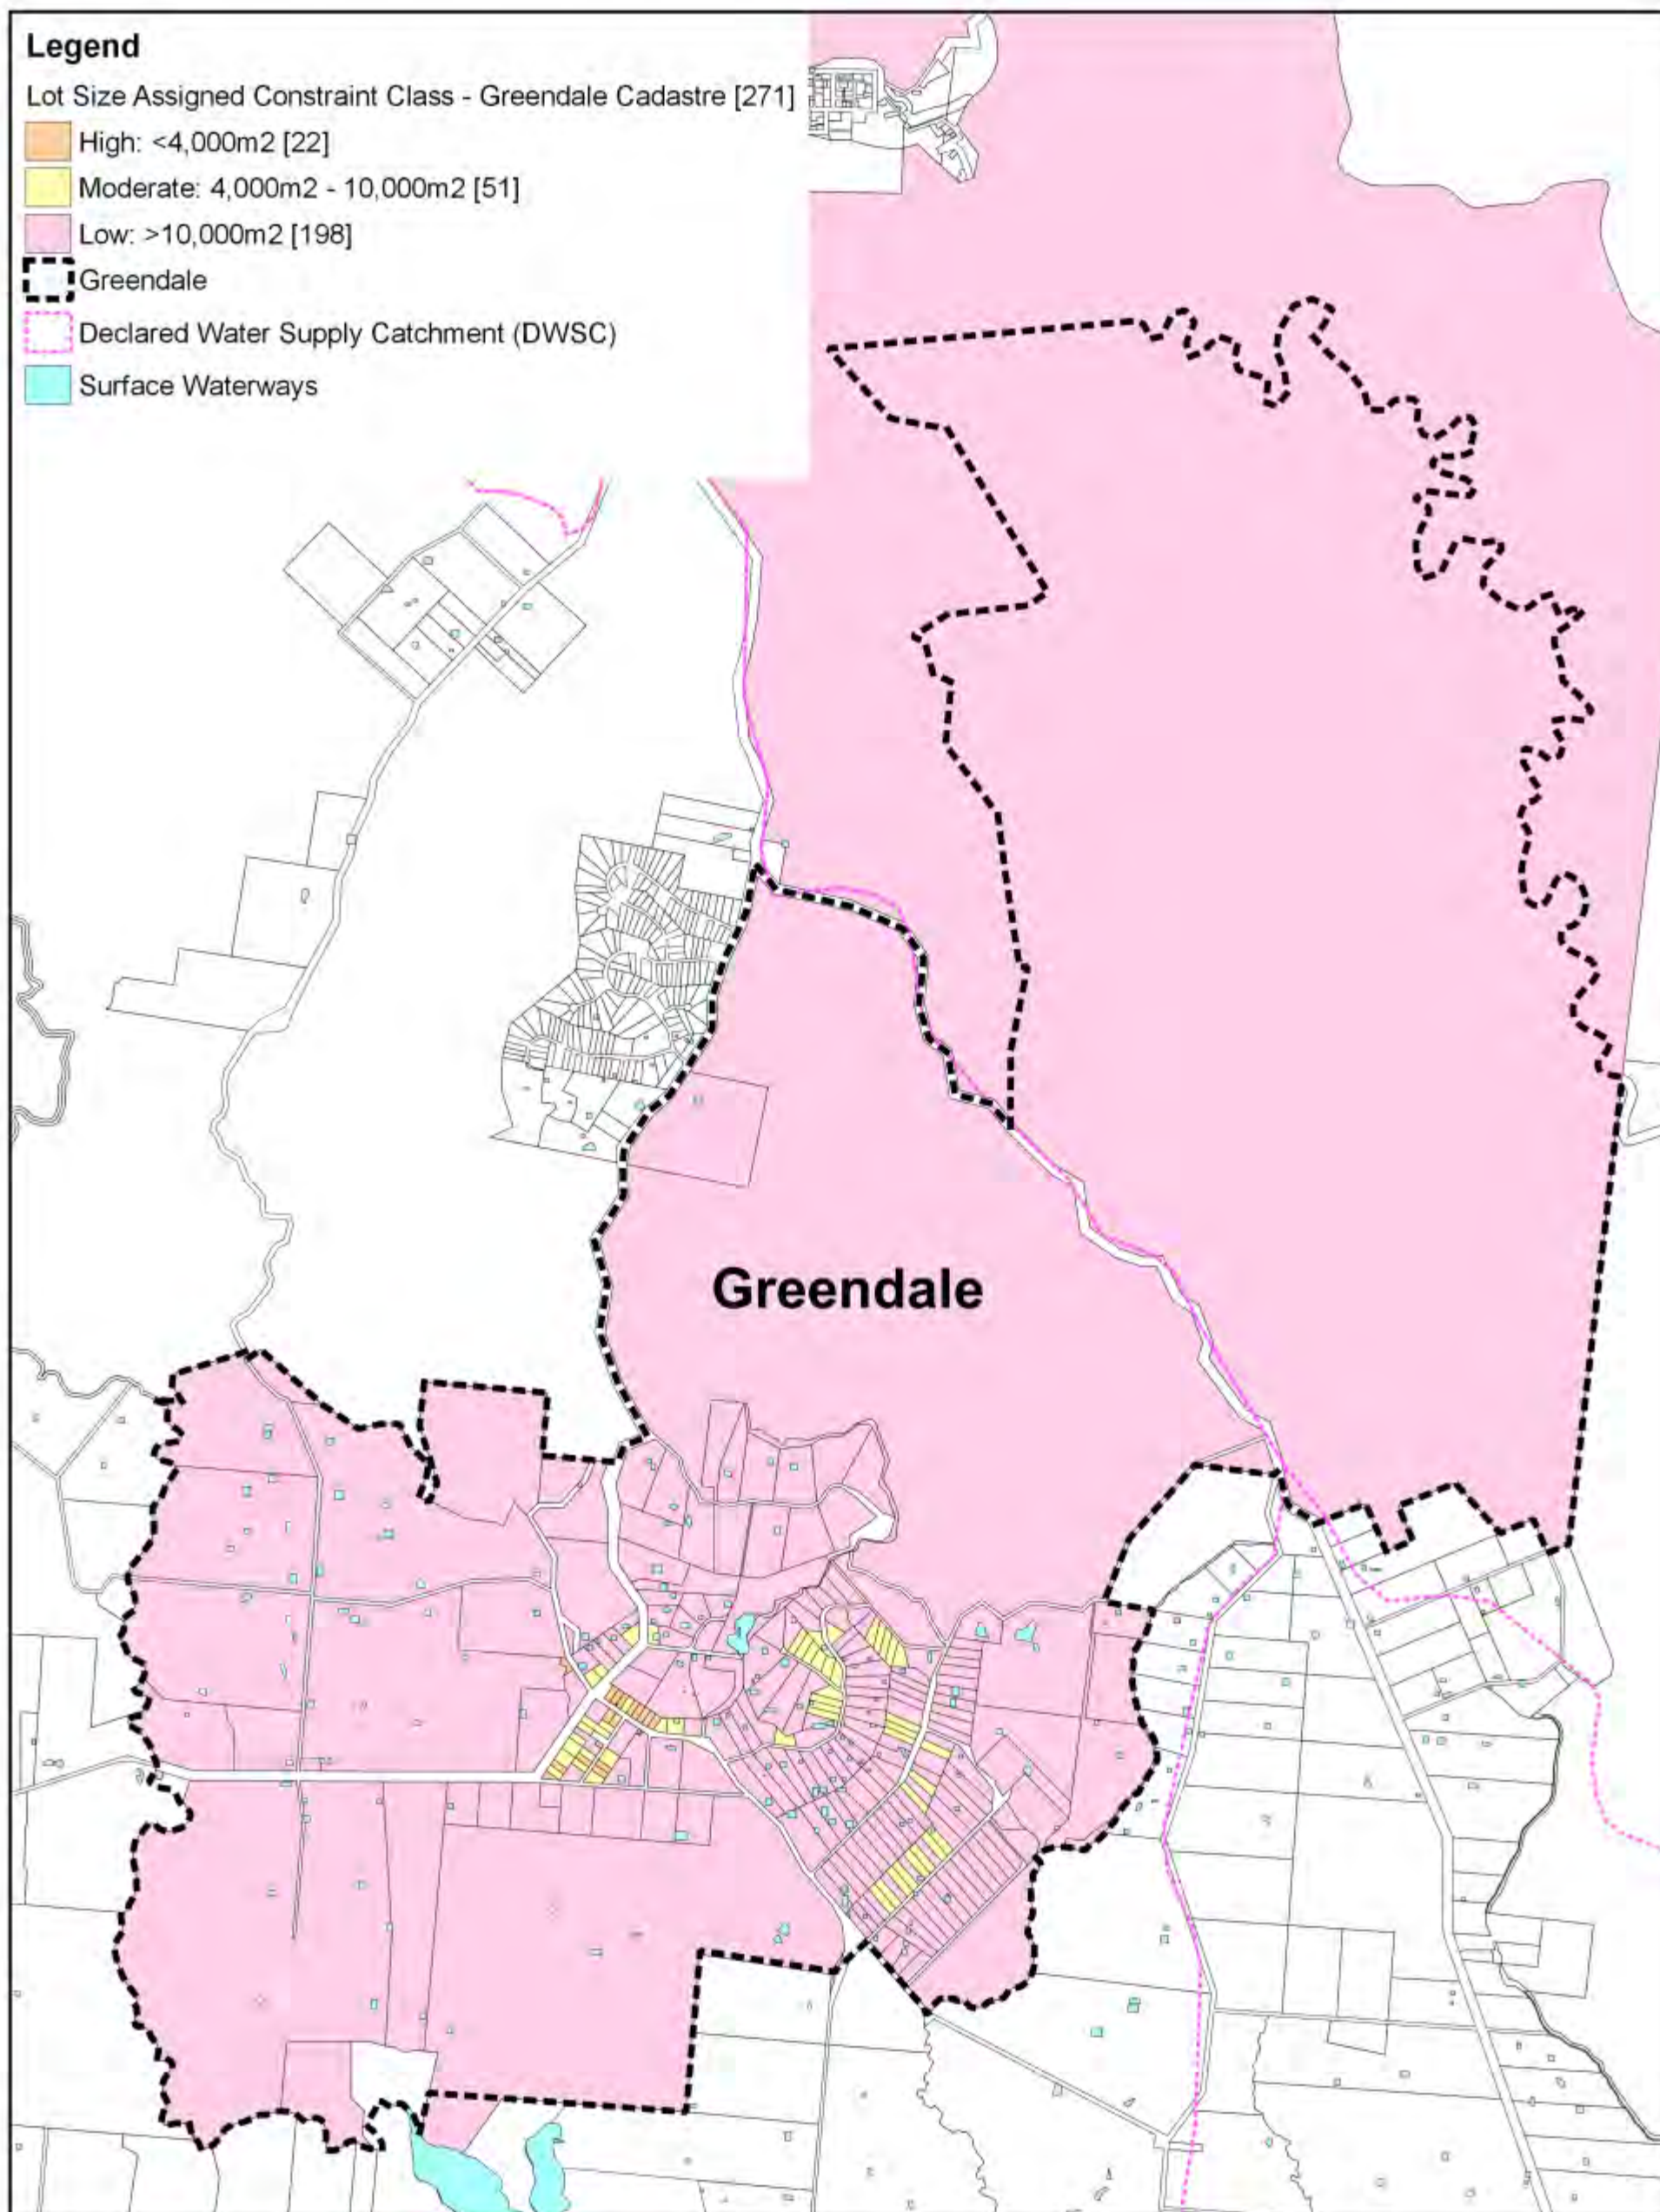 Legend
Lot Size Assigned Constraint Class - Greendale Cadastre [271]
High: <4,000m2 [22]
Moderate: 4,000m2 - 10,000m2 [51]
Low: >10,000m2 [198]
Greendale
Declared Water Supply Catchment (DWSC)
Surface Waterways
Greendale